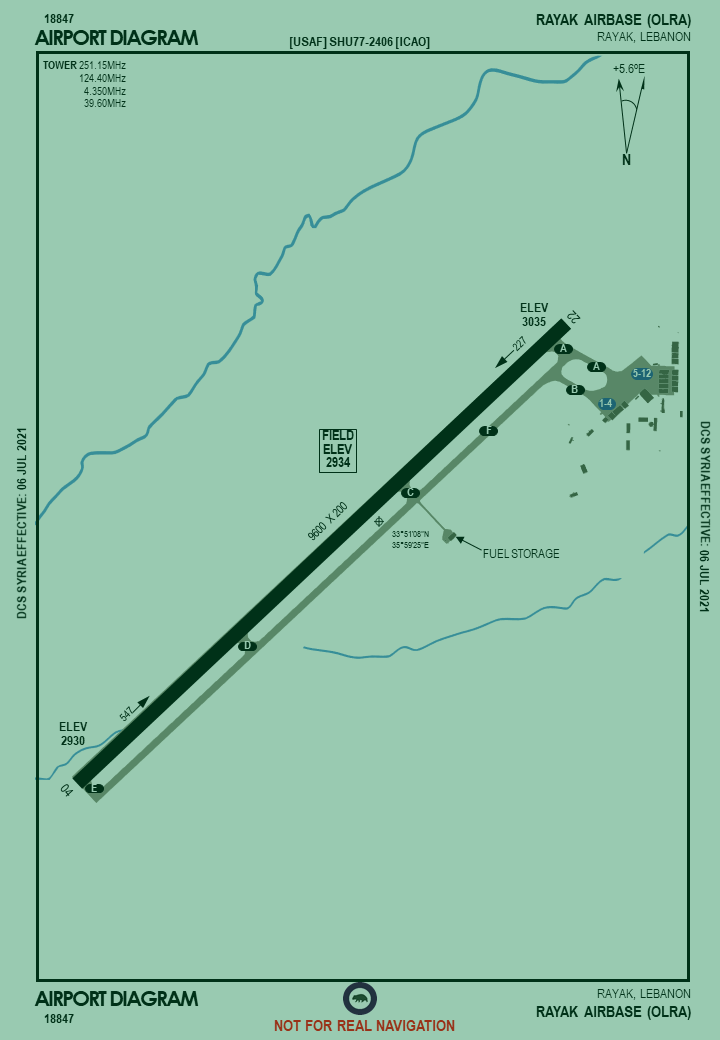 18847
AIRPORT DIAGRAM
[USAF] SHU77-2406 [ICAO]
RAYAK AIRBASE (OLRA)
RAYAK, LEBANON
TOWER 251.15MHz
124.40MHz
4.350MHz
39.60MHz
+5.6ºE
N
ELEV
3035
22
227
A
A
5-12
B
1-4
F
FIELD
ELEV
2934
C
9600 X 200
33°51'08"N
35°59'25"E
FUEL STORAGE
DCS SYRIA EFFECTIVE: 06 JUL 2021
DCS SYRIA EFFECTIVE: 06 JUL 2021
D
547
ELEV
2930
E
04
AIRPORT DIAGRAM
18847
NOT FOR REAL NAVIGATION
RAYAK, LEBANON
RAYAK AIRBASE (OLRA)